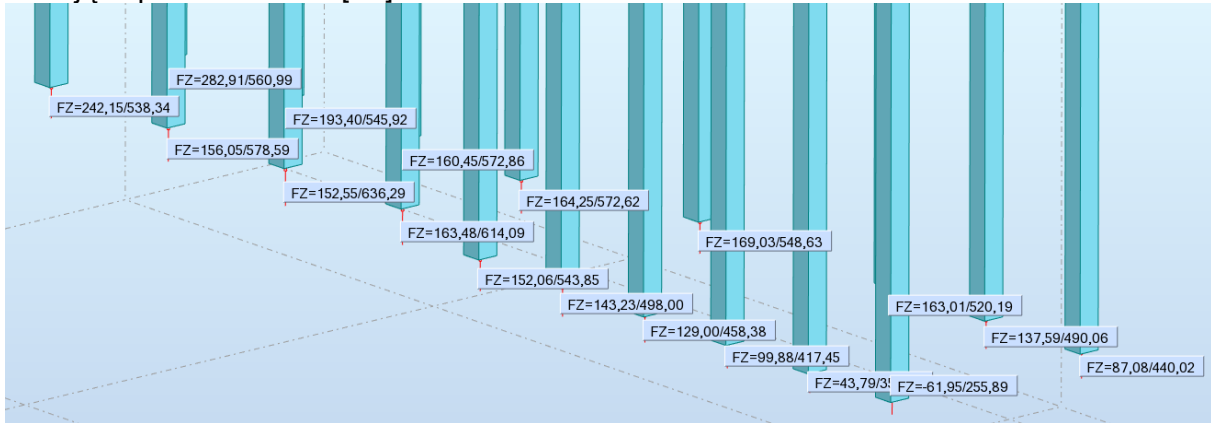 FZ=282,91/560,99
FZ=242,15/538,34
FZ=193,40/545,92
FZ=156,05/578,59
FZ=160,45/572,86
FZ=152,55/636,29
FZ=164,25/572,62
FZ=163,48/614,09
FZ=169,03/548,63
FZ=152,06/543,85
FZ=143,23/498,00
FZ=163,01/520,19
FZ=129,00/458,38
FZ=137,59/490,06
FZ=99,88/417,45
FZ=87,08/440,02
FZ=-61,95/255,89